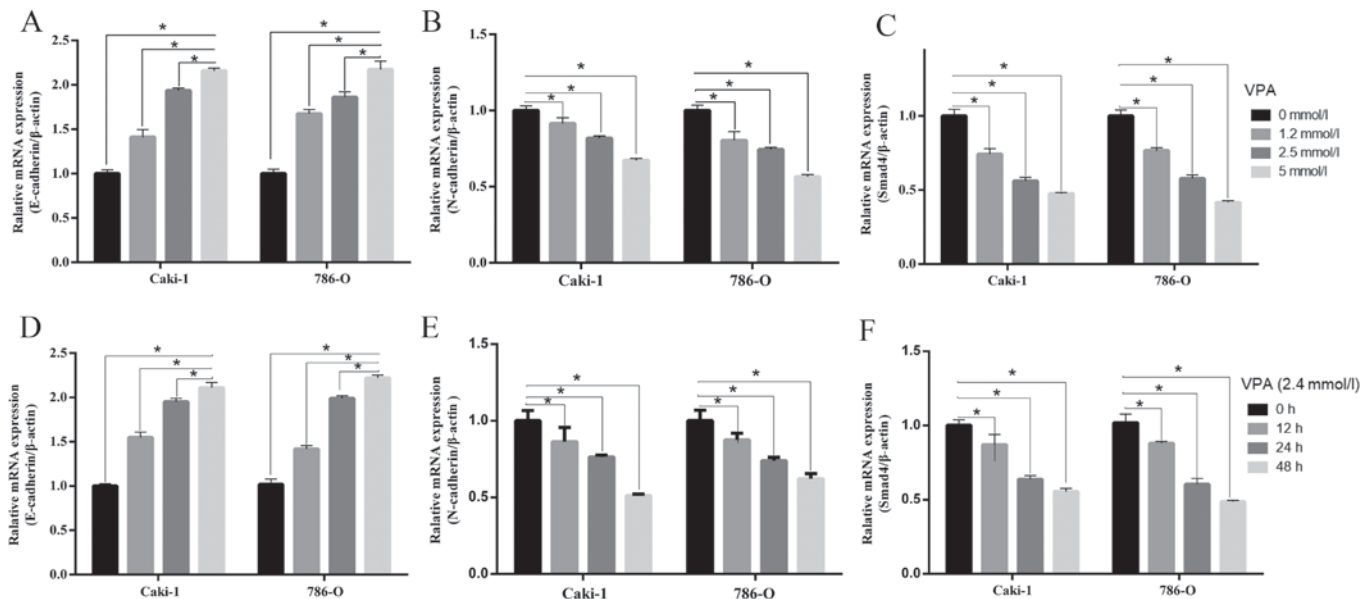 A
Ralative mRNA expression
(E-cadherin/β-actin)
2.5
2.0
1.5
1.0
0.5
0.0
*
*
*
*
*
*
Caki-1
786-O
B
Ralative mRNA expression
(N-cadherin/β-actin)
1.5
1.0
0.5
0.0
*
*
*
*
*
*
Caki-1
786-O
C
Ralative mRNA expression
(Smad4/β-actin)
1.0
0.5
0.0
*
*
*
*
*
*
Caki-1
786-O
VPA
0 mmol/l
1.2 mmol/l
2.5 mmol/l
5 mmol/l
D
Ralative mRNA expression
(E-cadherin/β-actin)
2.5
2.0
1.5
1.0
0.5
0.0
*
*
*
*
*
*
Caki-1
786-O
E
Ralative mRNA expression
(N-cadherin/β-actin)
1.5
1.0
0.5
0.0
*
*
*
*
*
*
Caki-1
786-O
F
Ralative mRNA expression
(Smad4/β-actin)
1.5
1.0
0.5
0.0
*
*
*
*
*
*
Caki-1
786-O
VPA (2.4 mmol/l)
0 h
12 h
24 h
48 h